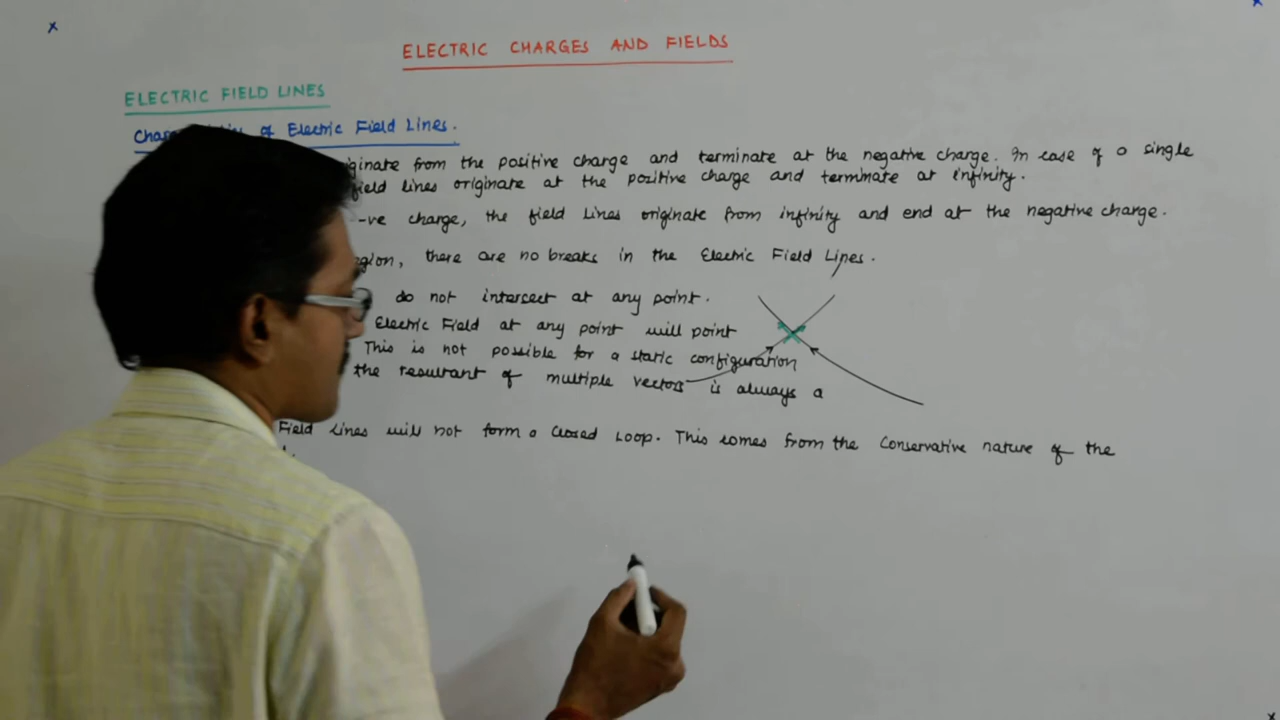 ELECTRIC CHARGES AND FIELDS
ELECTRIC FIELD LINES
of Electric Field Lines.
from the positive charge and terminate at the negative charge. In case of a single
field lines originate at the positive charge and terminate at infinity.
-ve charge, the field lines originate from infinity and end at the negative charge.
there are no breaks in the Electric Field Lines.
do not intersect at any point.
Electric Field at any point will point
This is not possible for a static configuration
the resultant of multiple vectors is always a
Field Lines will not form a closed Loop. This comes from the Conservative nature of the